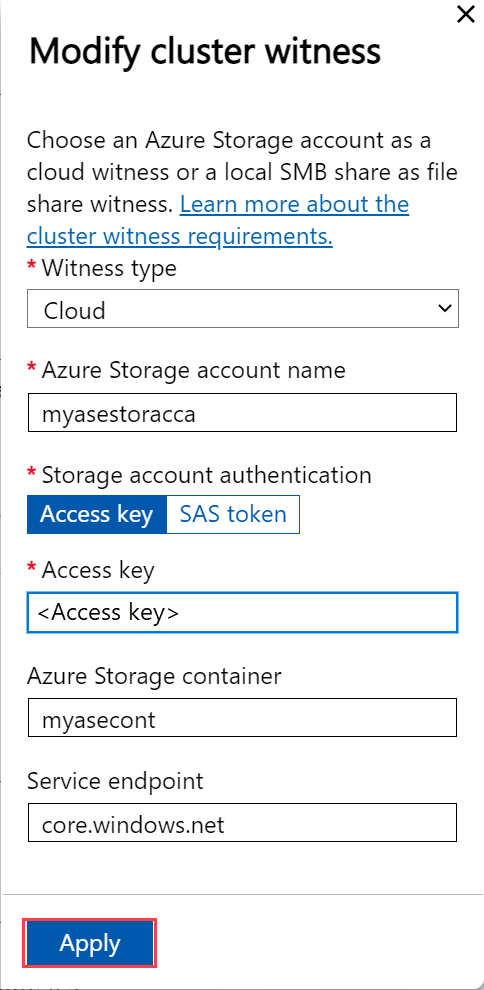 Modify cluster witness
Choose an Azure Storage account as a
cloud witness or a local SMB share as file
share witness. Learn more about the
cluster witness requirements.
* Witness type
Cloud
* Azure Storage account name
myasestoracca
* Storage account authentication
Access key SAS token
* Access key
<Access key>
Azure Storage container
myasecont
Service endpoint
core.windows.net
Apply